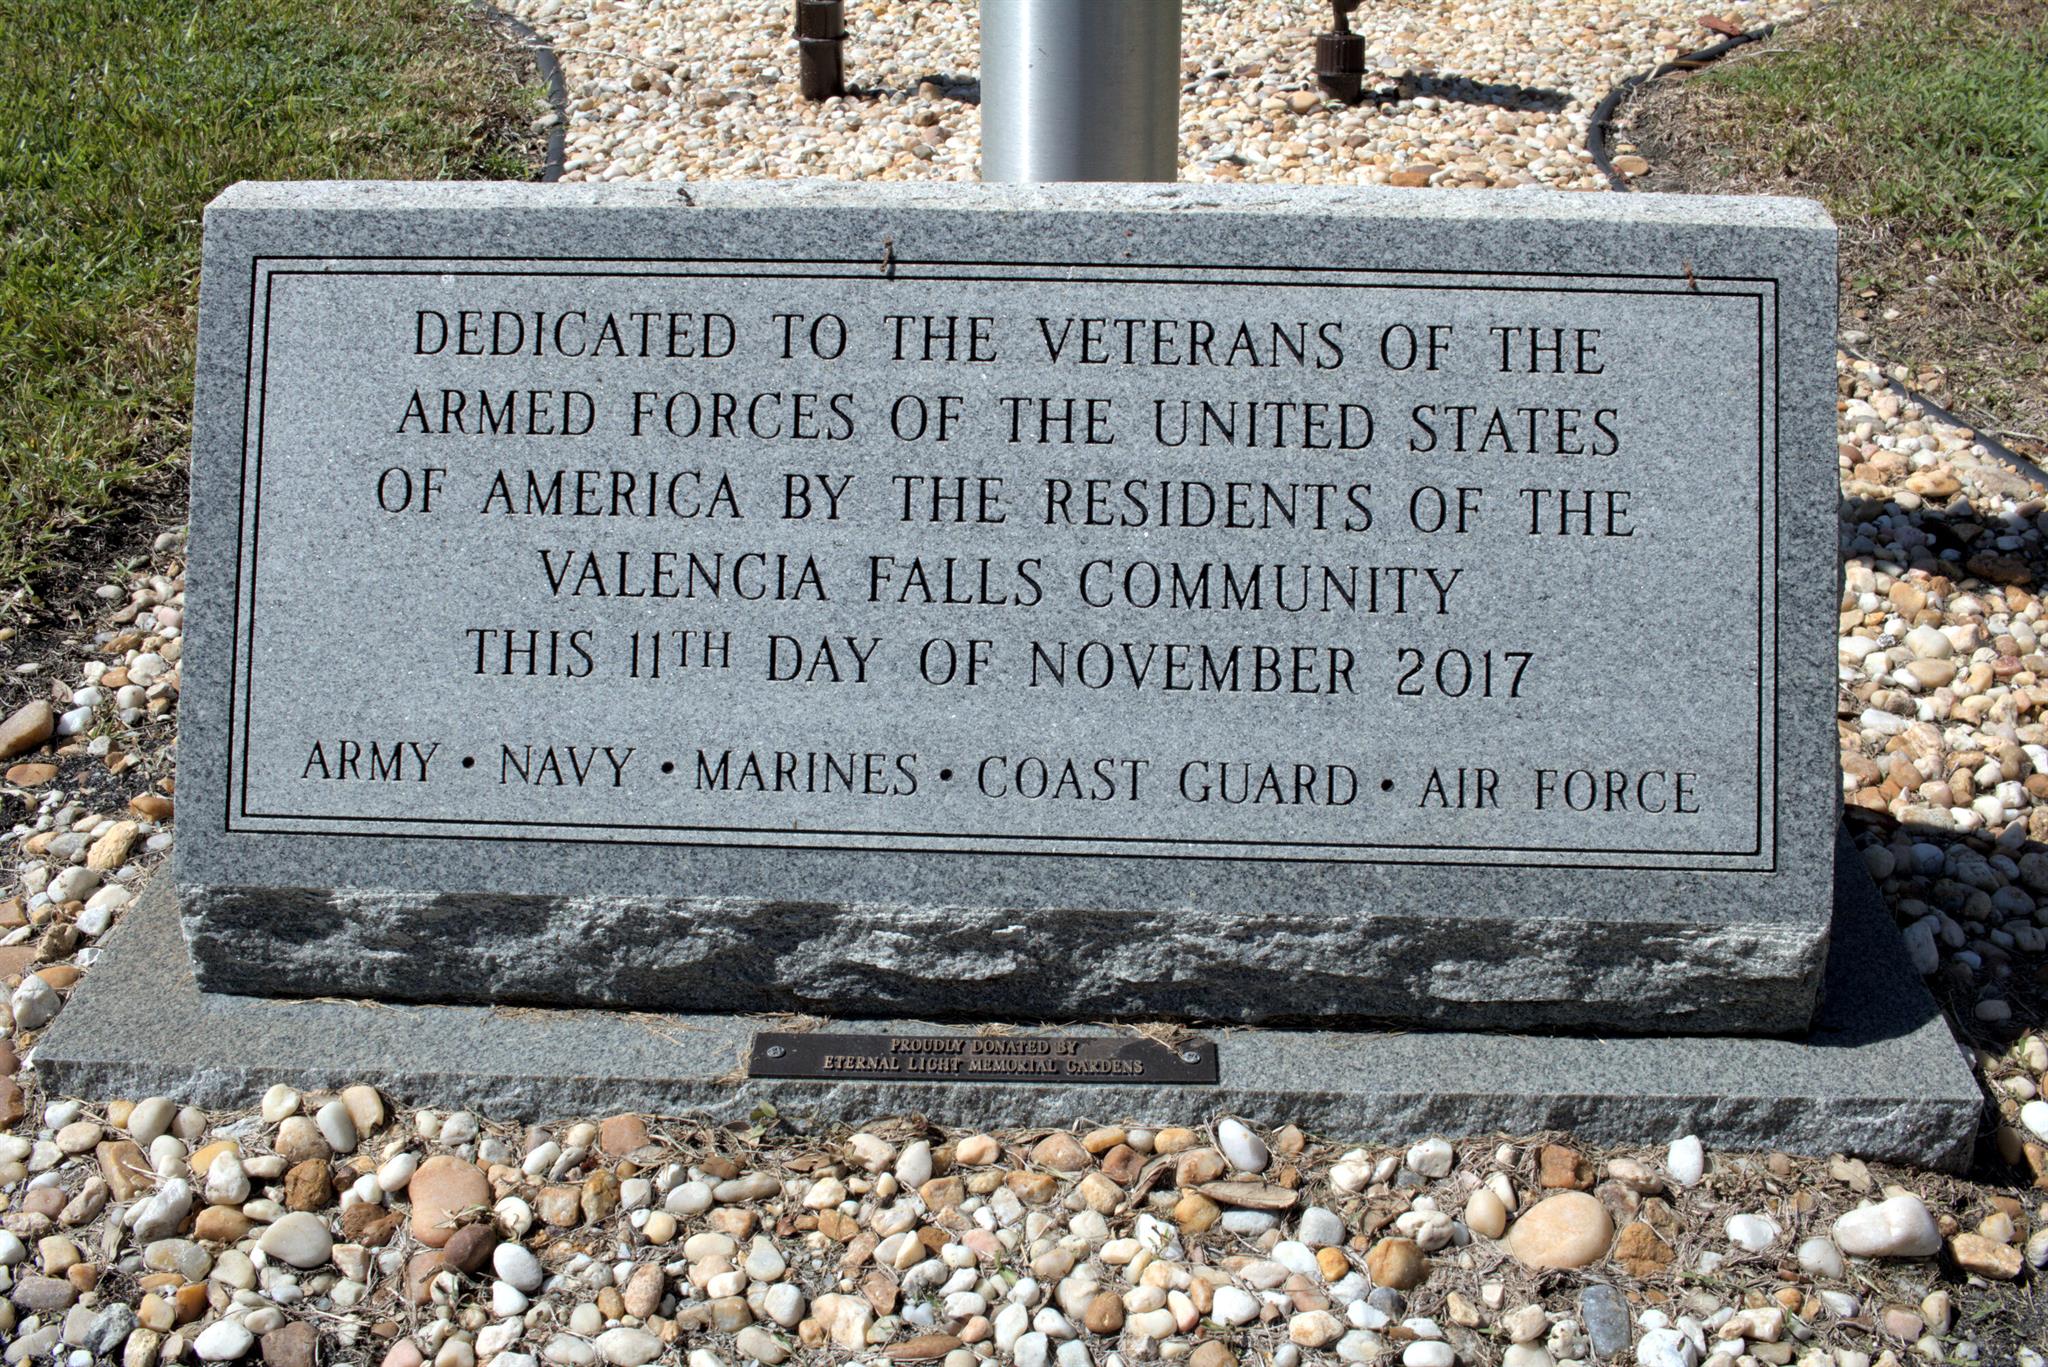 DEDICATED TO THE VETERANS OF THE
ARMED FORCES OF THE UNITED STATES
OF AMERICA BY THE RESIDENTS OF THE
VALENCIA FALLS COMMUNITY
THIS 11TH DAY OF NOVEMBER 2017
ARMY • NAVY • MARINES • COAST GUARD • AIR FORCE
PROUDLY DONATED BY
ETERNAL LIGHT MEMORIAL GARDENS